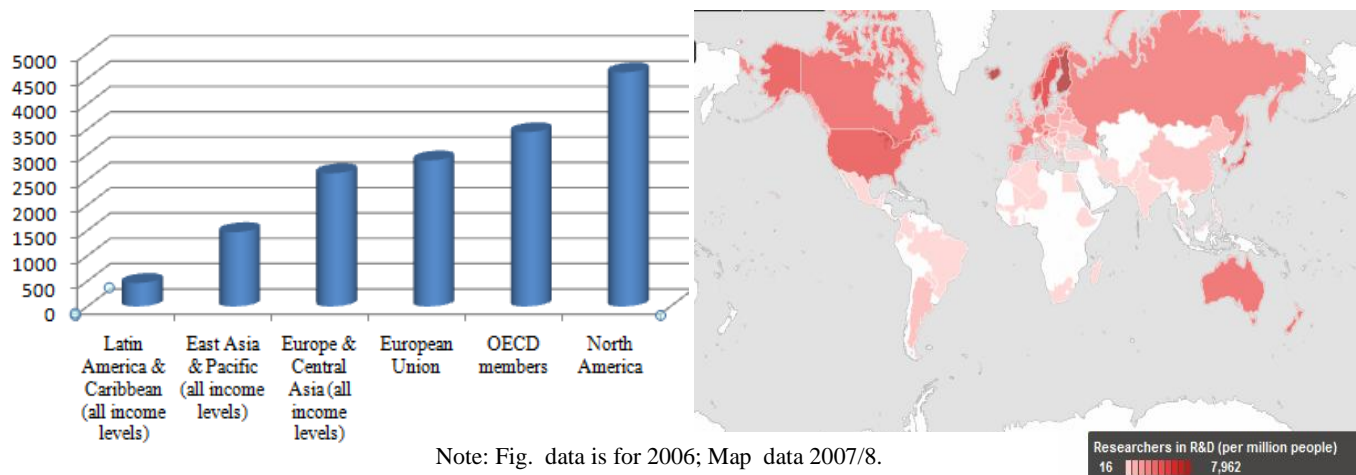 5000
4500
4000
3500
3000
2500
2000
1500
1000
500
0
Latin
America &
Caribbean
(all income
levels)
East Asia
& Pacific
(all income
levels)
Europe &
Central
Asia (all
income
levels)
European
Union
OECD
members
North
America
Note: Fig. data is for 2006; Map data 2007/8.
Researchers in R&D (per million people)
16 7,962